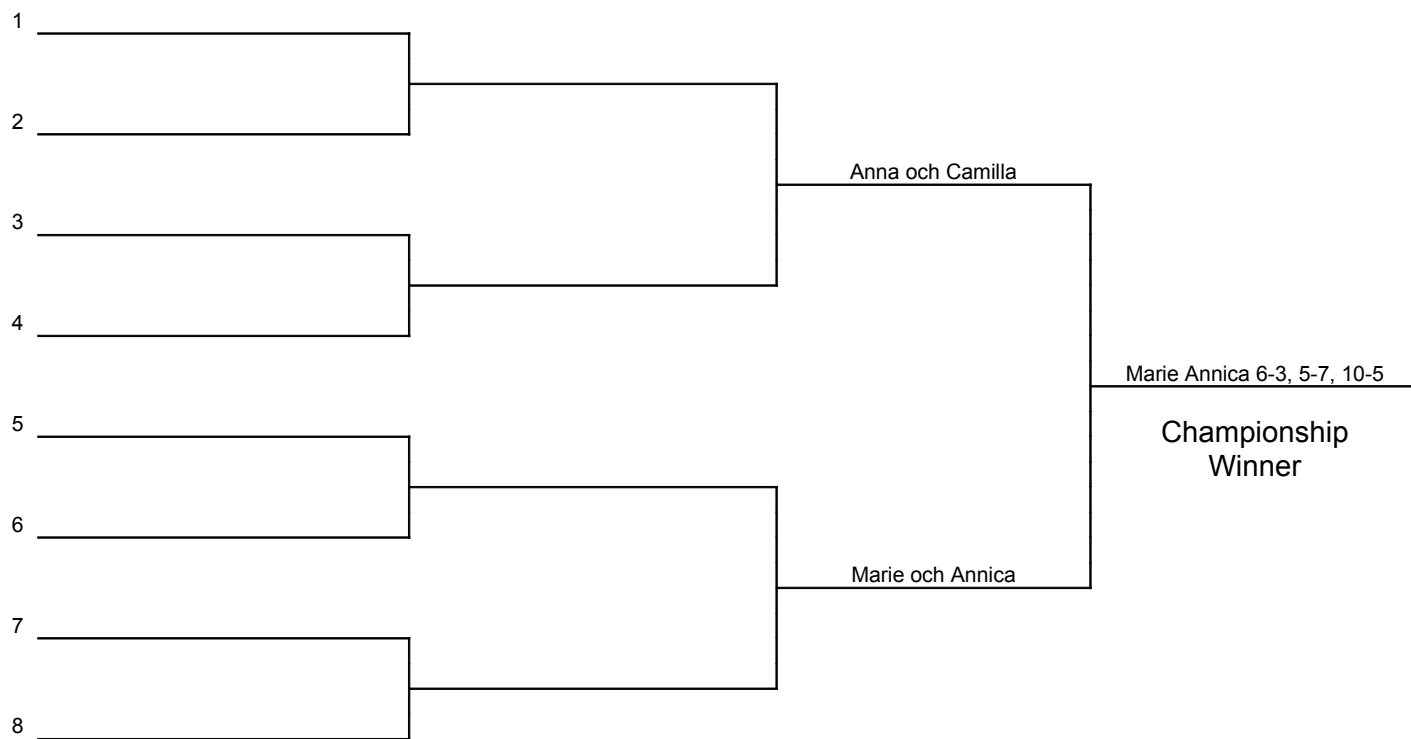 1
2
Anna och Camilla
3
4
Marie Annica 6-3, 5-7, 10-5
5
Championship
Winner
6
Marie och Annica
7
8